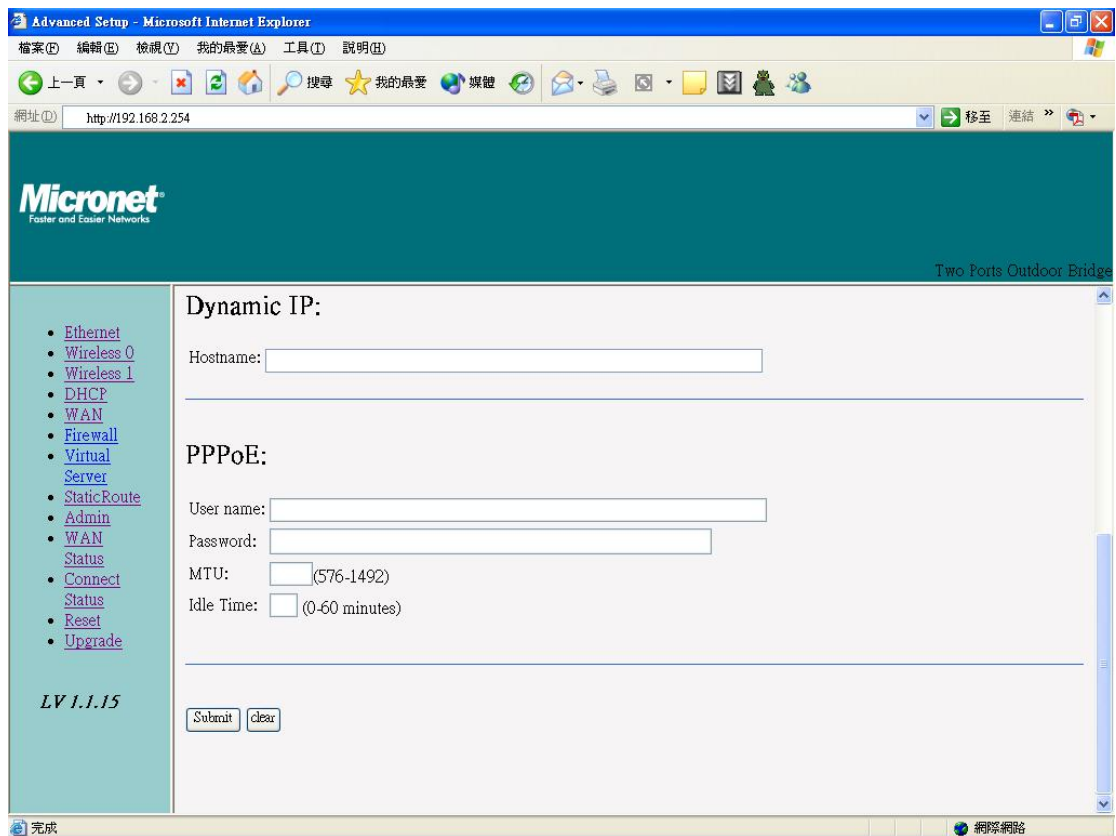 Advanced Setup - Microsoft Internet Explorer
檔案(F) 編輯(E) 檢視(V) 我的最愛(A) 工具(T) 說明(H)
上一頁 搜尋 我的最愛 媒體
網址(D) http://192.168.2.254 移至 連結 »
Micronet
Faster and Easier Networks
Two Ports Outdoor Bridge
Ethernet
Wireless 0
Wireless 1
DHCP
WAN
Firewall
Virtual
Server
StaticRoute
Admin
WAN
Status
Connect
Status
Reset
Upgrade
LV 1.1.15
Dynamic IP:
Hostname:
PPPoE:
User name:
Password:
MTU: (576-1492)
Idle Time: (0-60 minutes)
Submit clear
完成 網際網路